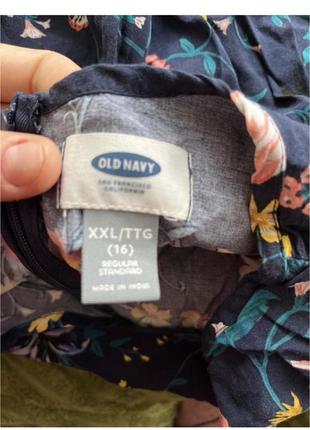 OLD NAVY
SAN FRANCISCO
CALIFORNIA
XXL/TTG
(16)
REGULAR
STANDARD
MADE IN INDIA